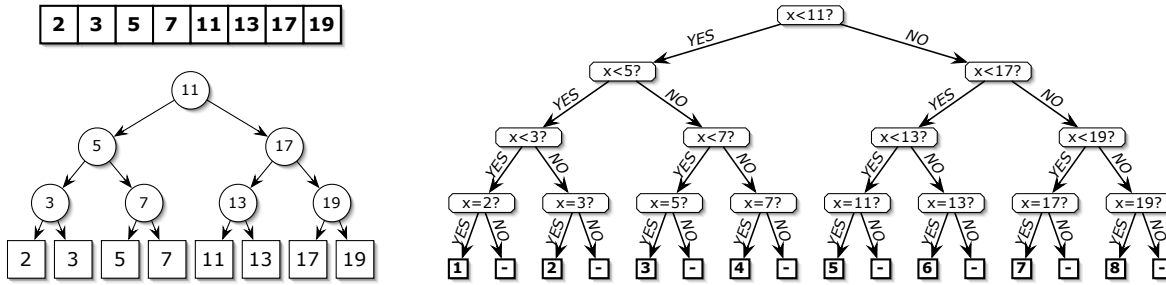 2 3 5 7 11 13 17 19
11
5 17
3 7 13 19
2 3 5 7 11 13 17 19
x<11?
YES NO
x<5? x<17?
YES NO YES NO
x<3? x<7? x<13? x<19?
YES NO YES NO YES NO YES NO
x=2? x=3? x=5? x=7? x=11? x=13? x=17? x=19?
YES NO YES NO YES NO YES NO YES NO YES NO YES NO YES NO
1 - 2 - 3 - 4 - 5 - 6 - 7 - 8 -